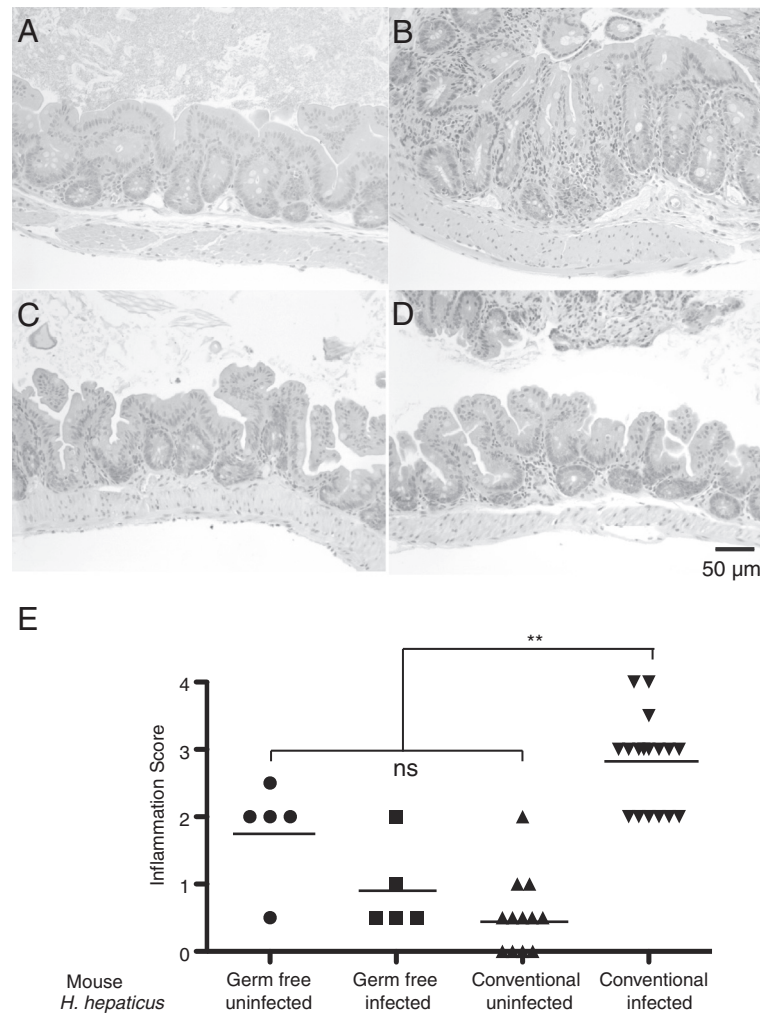 A
B
C
D
50 µm
E
**
ns
Inflammation Score
4
3
2
1
0
Mouse
H. hepaticus
Germ free
uninfected
Germ free
infected
Conventional
uninfected
Conventional
infected